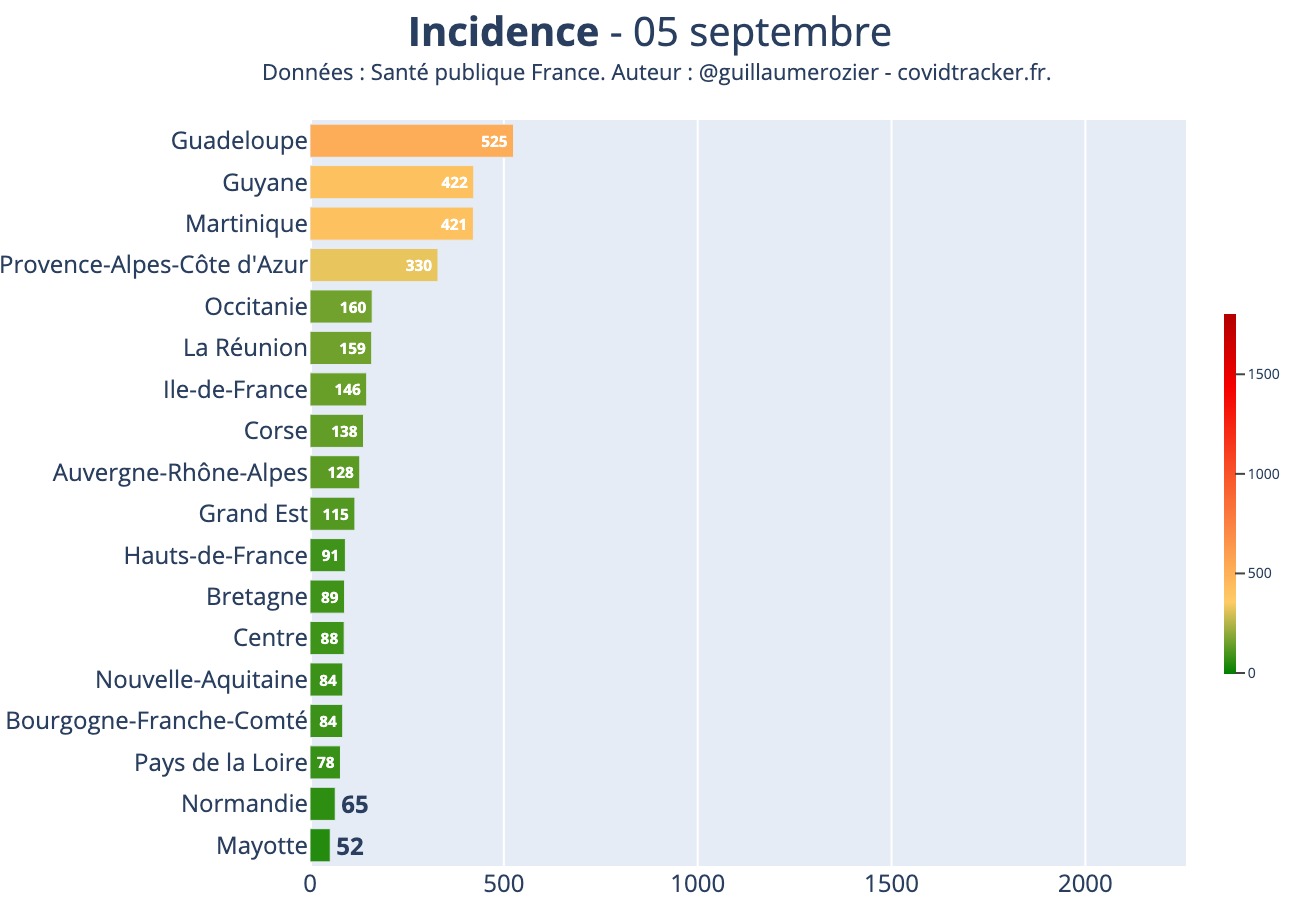 Incidence - 05 septembre
Données : Santé publique France. Auteur : @guillaumerozier - covidtracker.fr.
Guadeloupe 525
Guyane 422
Martinique 421
Provence-Alpes-Côte d'Azur 330
Occitanie 160
La Réunion 159
Ile-de-France 146
Corse 138
Auvergne-Rhône-Alpes 128
Grand Est 115
Hauts-de-France 91
Bretagne 89
Centre 88
Nouvelle-Aquitaine 84
Bourgogne-Franche-Comté 84
Pays de la Loire 78
Normandie 65
Mayotte 52
0 500 1000 1500 2000
1500
1000
500
0